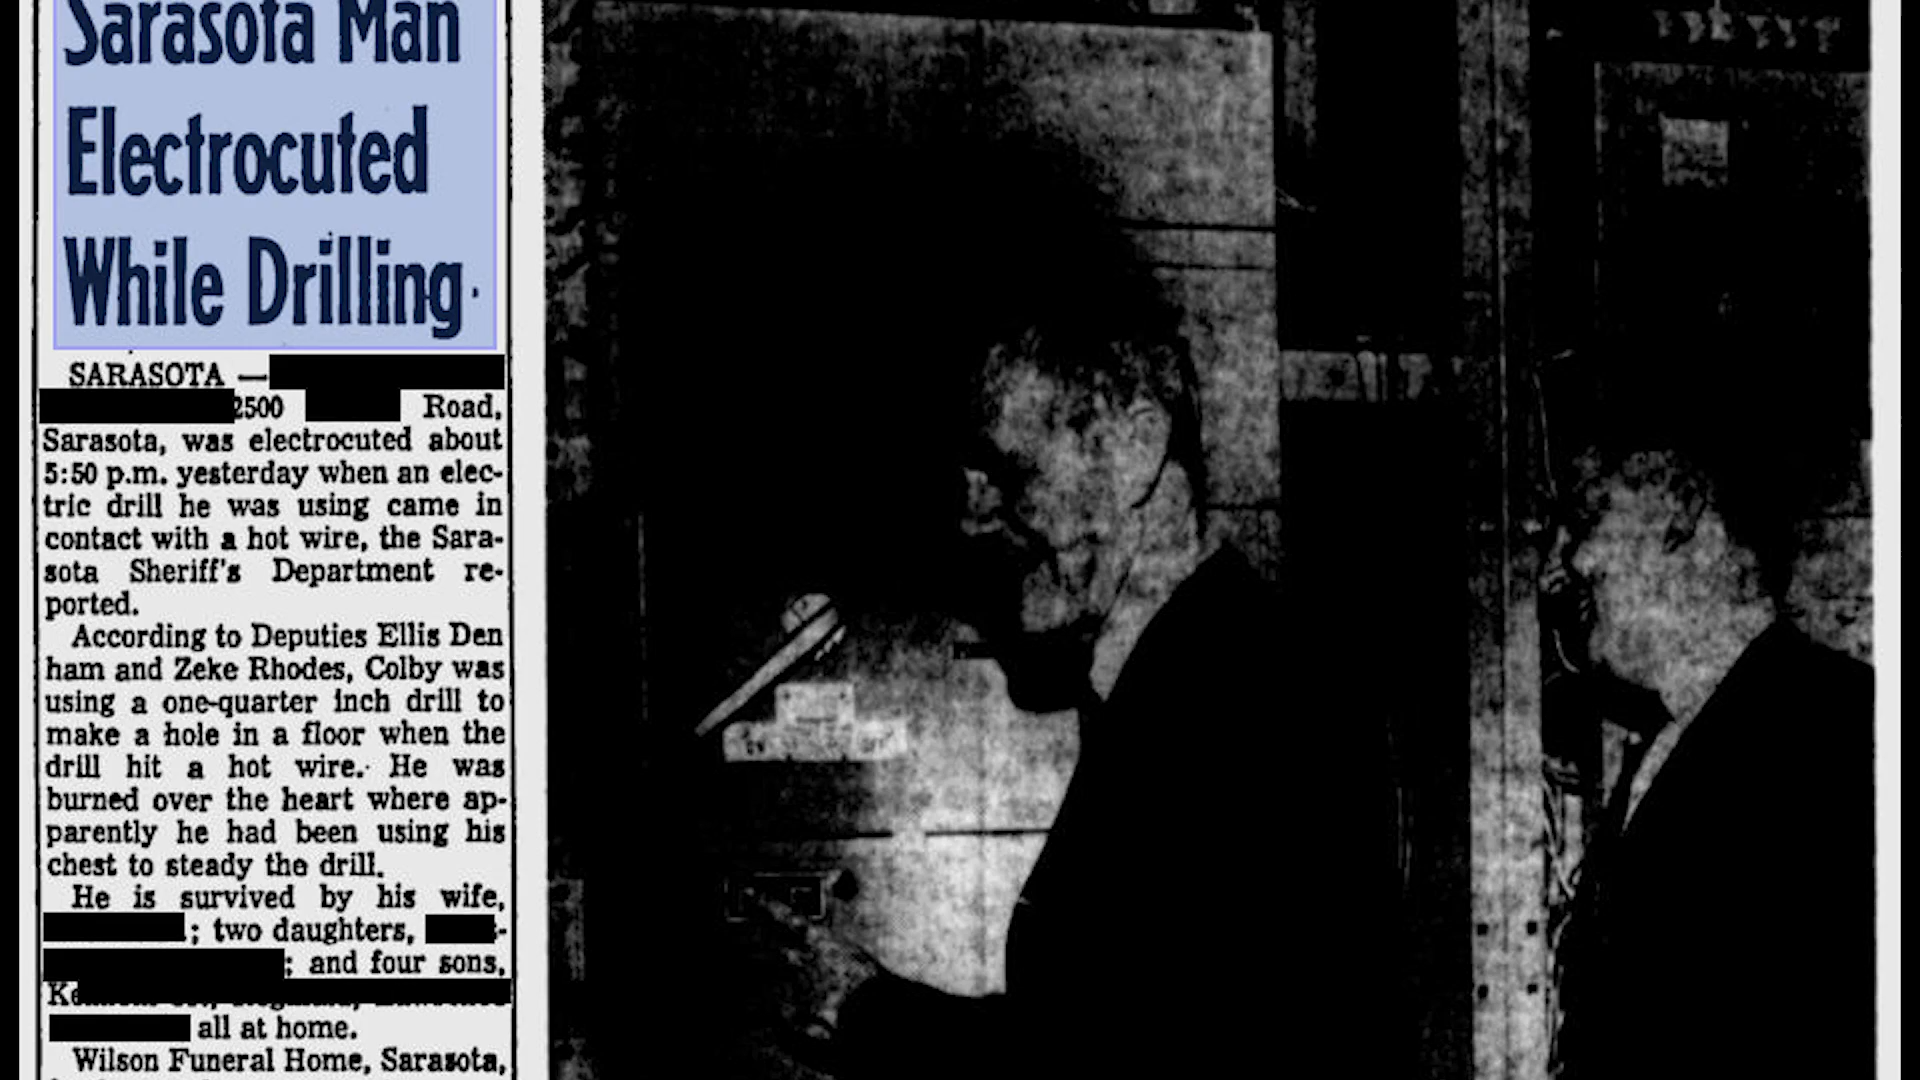 Sarasota Man
Electrocuted
While Drilling
SARASOTA —
2500 Road,
Sarasota, was electrocuted about
5:50 p.m. yesterday when an elec-
tric drill he was using came in
contact with a hot wire, the Sara-
sota Sheriff's Department re-
ported.
According to Deputies Ellis Den
ham and Zeke Rhodes, Colby was
using a one-quarter inch drill to
make a hole in a floor when the
drill hit a hot wire. He was
burned over the heart where ap-
parently he had been using his
chest to steady the drill.
He is survived by his wife,
; two daughters,
; and four sons,
all at home.
Wilson Funeral Home, Sarasota,